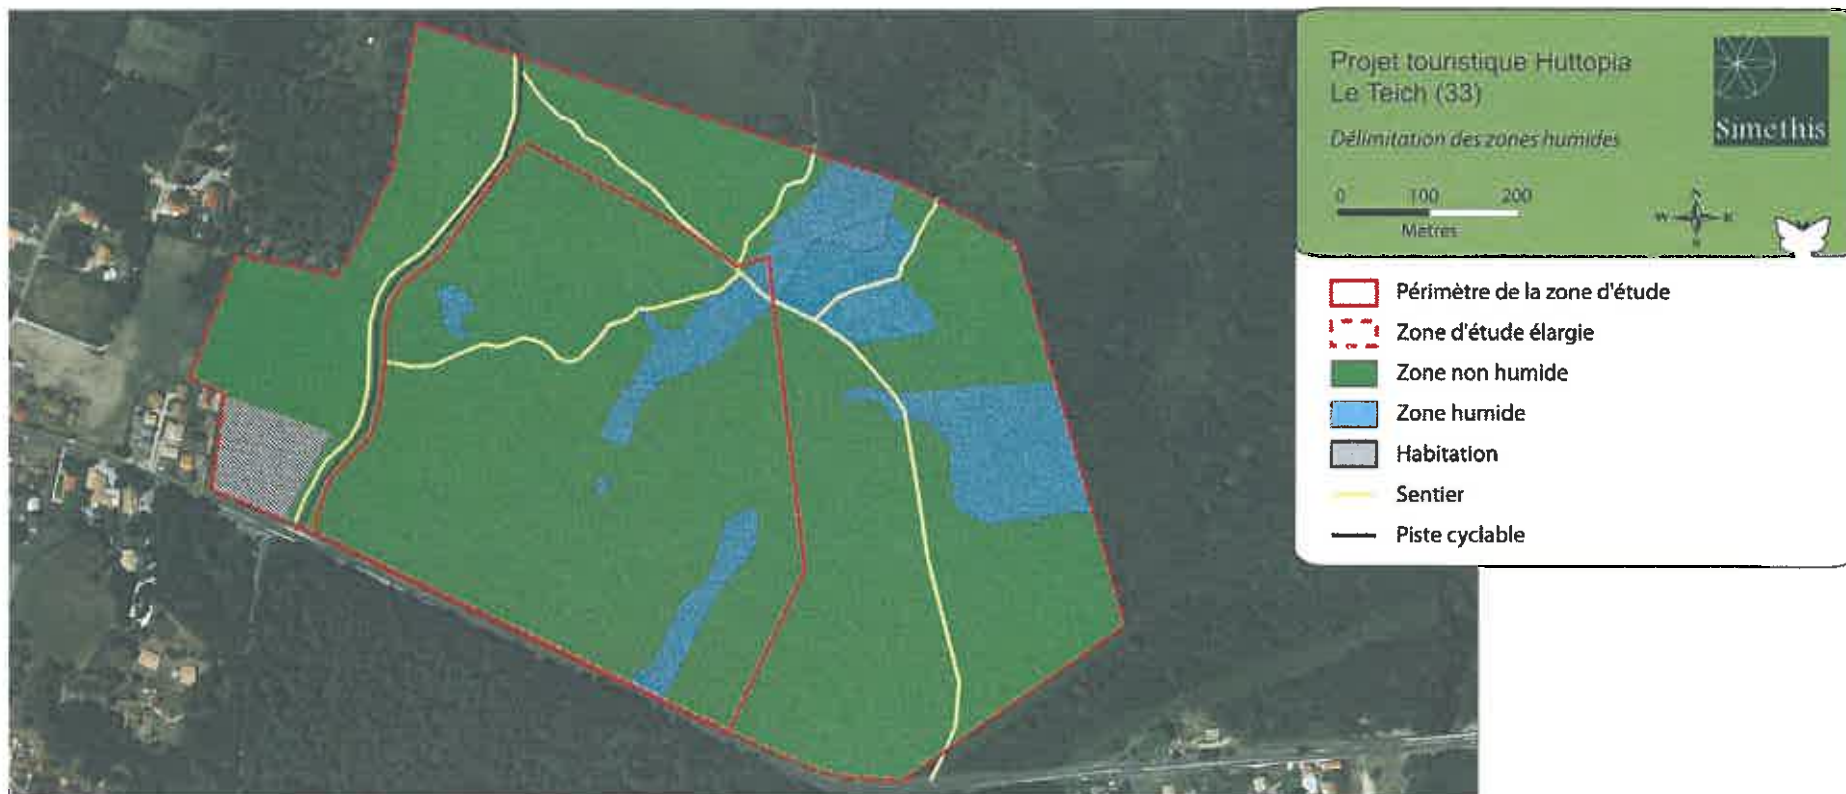 Projet touristique Huttopia
Le Teich (33)
Délimitation des zones humides
Simethis
0 100 200
Mètres
N
W E
S
Périmètre de la zone d'étude
Zone d'étude élargie
Zone non humide
Zone humide
Habitation
Sentier
Piste cyclable